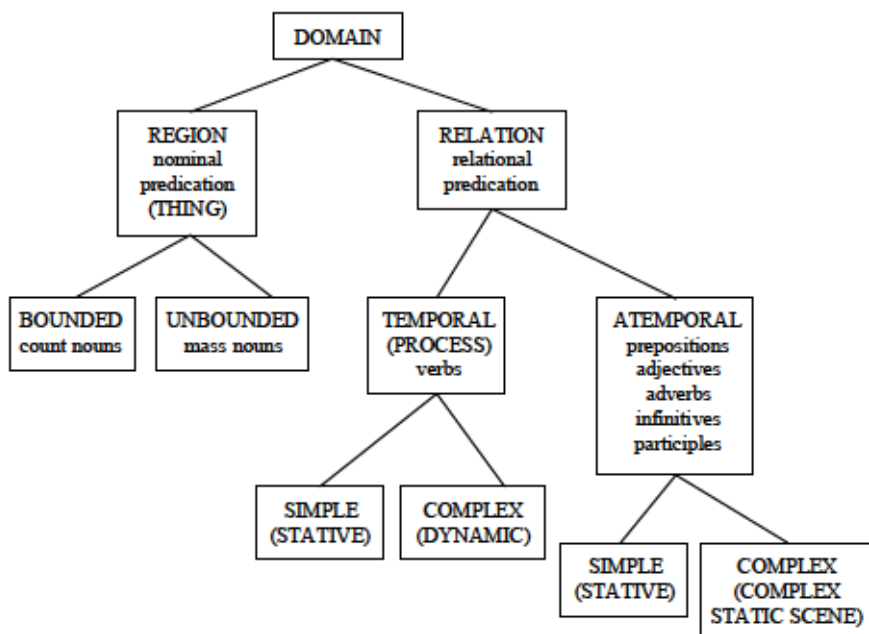 DOMAIN
REGION
nominal
predication
(THING)
RELATION
relational
predication
BOUNDED
count nouns
UNBOUNDED
mass nouns
TEMPORAL
(PROCESS)
verbs
ATEMPORAL
prepositions
adjectives
adverbs
infinitives
participles
SIMPLE
(STATIVE)
COMPLEX
(DYNAMIC)
SIMPLE
(STATIVE)
COMPLEX
(COMPLEX
STATIC SCENE)